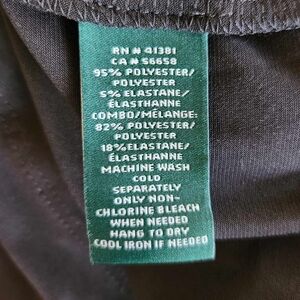 RN # 41381
CA # 56658
95% POLYESTER/
POLYESTER
5% ELASTANE/
ÉLASTHANNE
COMBO/MÉLANGE:
82% POLYESTER/
POLYESTER
18% ELASTANE/
ÉLASTHANNE
MACHINE WASH
COLD
SEPARATELY
ONLY NON-
CHLORINE BLEACH
WHEN NEEDED
HANG TO DRY
COOL IRON IF NEEDED